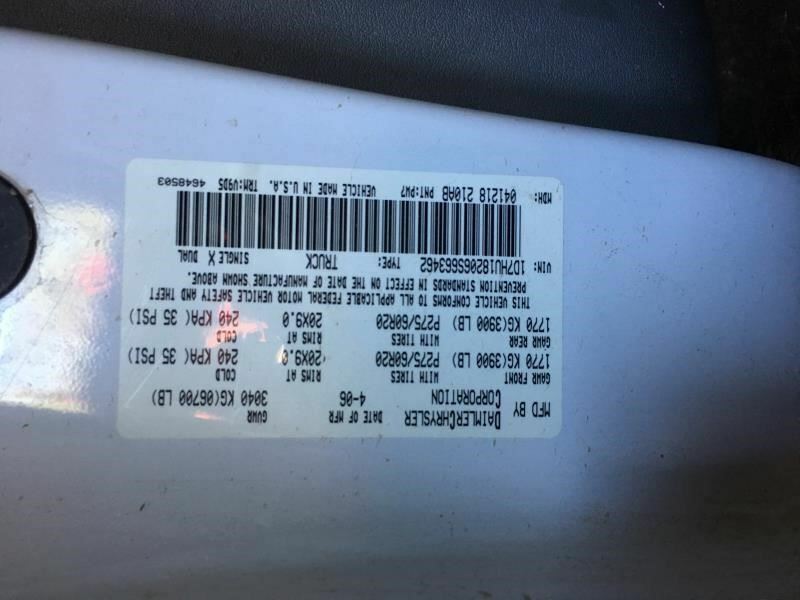 MFD BY DAIMLERCHRYSLER CORPORATION DATE OF MFR 4-06 GVWR 3040 KG(06700 LB)
GAWR FRONT WITH TIRES RIMS AT COLD
1770 KG(3900 LB) P275/60R20 20X9.0 240 KPA(35 PSI)
GAWR REAR WITH TIRES RIMS AT COLD
1770 KG(3900 LB) P275/60R20 20X9.0 240 KPA(35 PSI)
THIS VEHICLE CONFORMS TO ALL APPLICABLE FEDERAL MOTOR VEHICLE SAFETY AND THEFT
PREVENTION STANDARDS IN EFFECT ON THE DATE OF MANUFACTURE SHOWN ABOVE.
VIN: 1D7HU18206S663462 TYPE: TRUCK SINGLE X DUAL
MDH: 041218 210AB PNT:PW7 VEHICLE MADE IN U.S.A. TRM:V9D5 4648503